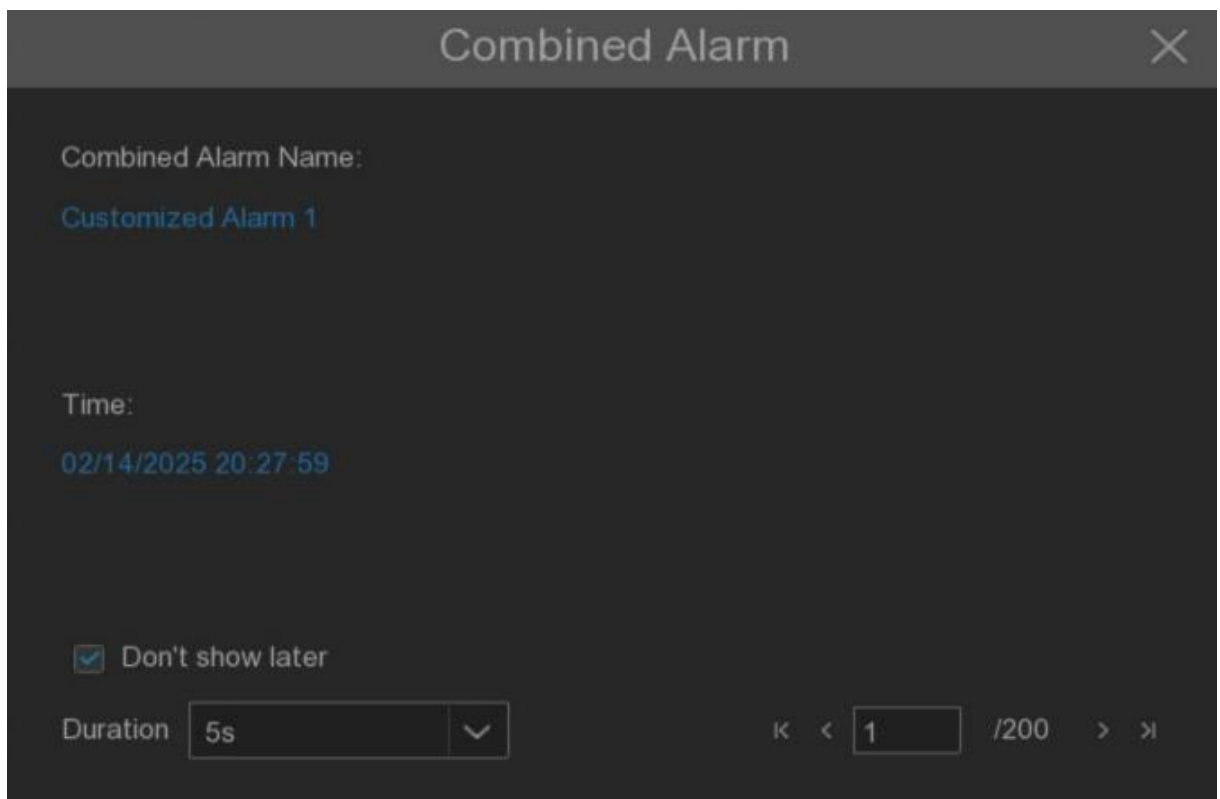 Combined Alarm
Combined Alarm Name:
Customized Alarm 1
Time:
02/14/2025 20:27:59
Don't show later
Duration 5s 1 /200